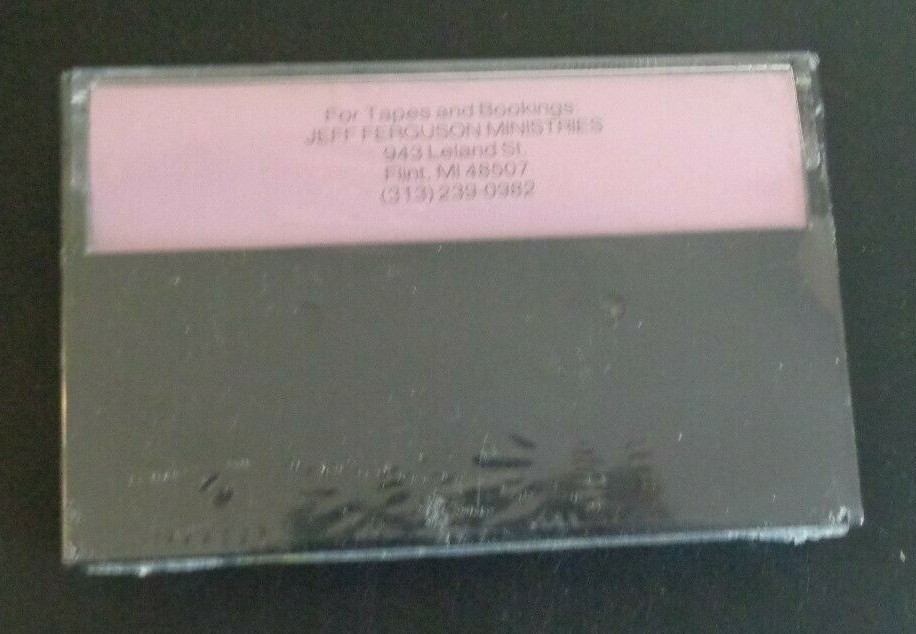 For Tapes and Bookings
JEFF FERGUSON MINISTRIES
943 Leland St.
Flint, MI 48507
(313) 239-0982